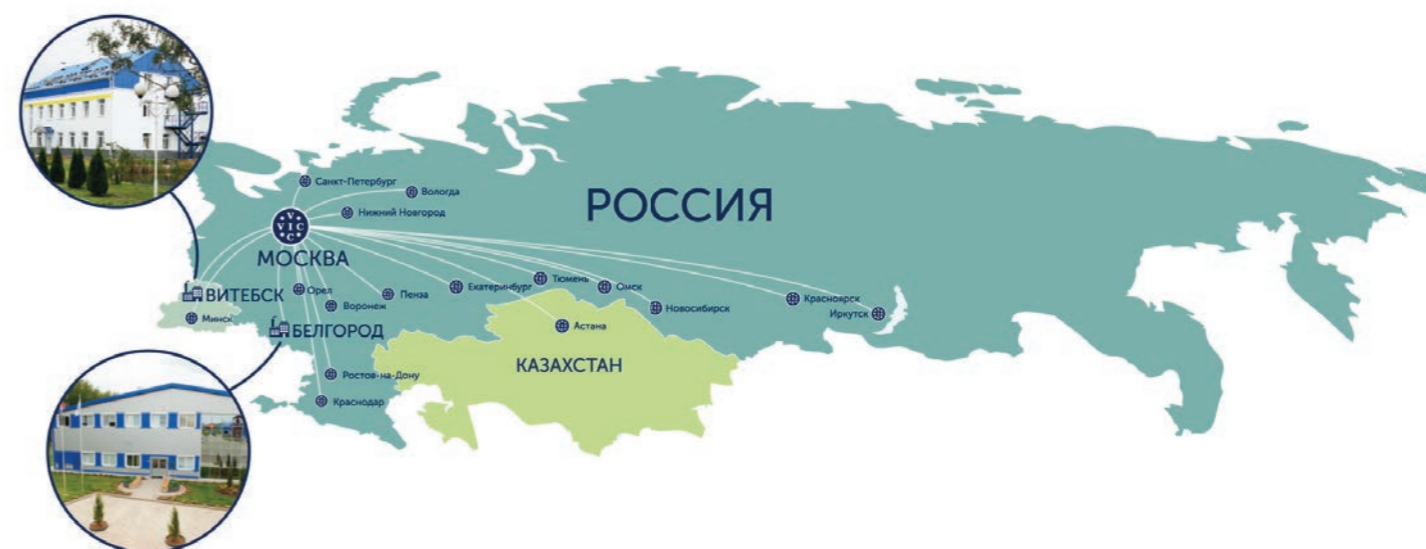 Санкт-Петербург
Вологда
Нижний Новгород
РОССИЯ
V
VIC
C
МОСКВА
ВИТЕБСК
Орел
Воронеж
Пенза
Екатеринбург
Тюмень
Омск
Новосибирск
Красноярск
Иркутск
Минск
БЕЛГОРОД
Астана
КАЗАХСТАН
Ростов-на-Дону
Краснодар